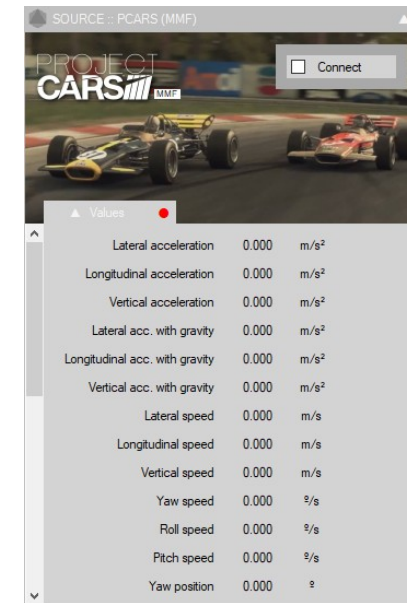 SOURCE :: PCARS (MMF)
PROJECT
CARS
MMF
Connect
Values
Lateral acceleration 0.000 m/s²
Longitudinal acceleration 0.000 m/s²
Vertical acceleration 0.000 m/s²
Lateral acc. with gravity 0.000 m/s²
Longitudinal acc. with gravity 0.000 m/s²
Vertical acc. with gravity 0.000 m/s²
Lateral speed 0.000 m/s
Longitudinal speed 0.000 m/s
Vertical speed 0.000 m/s
Yaw speed 0.000 º/s
Roll speed 0.000 º/s
Pitch speed 0.000 º/s
Yaw position 0.000 º